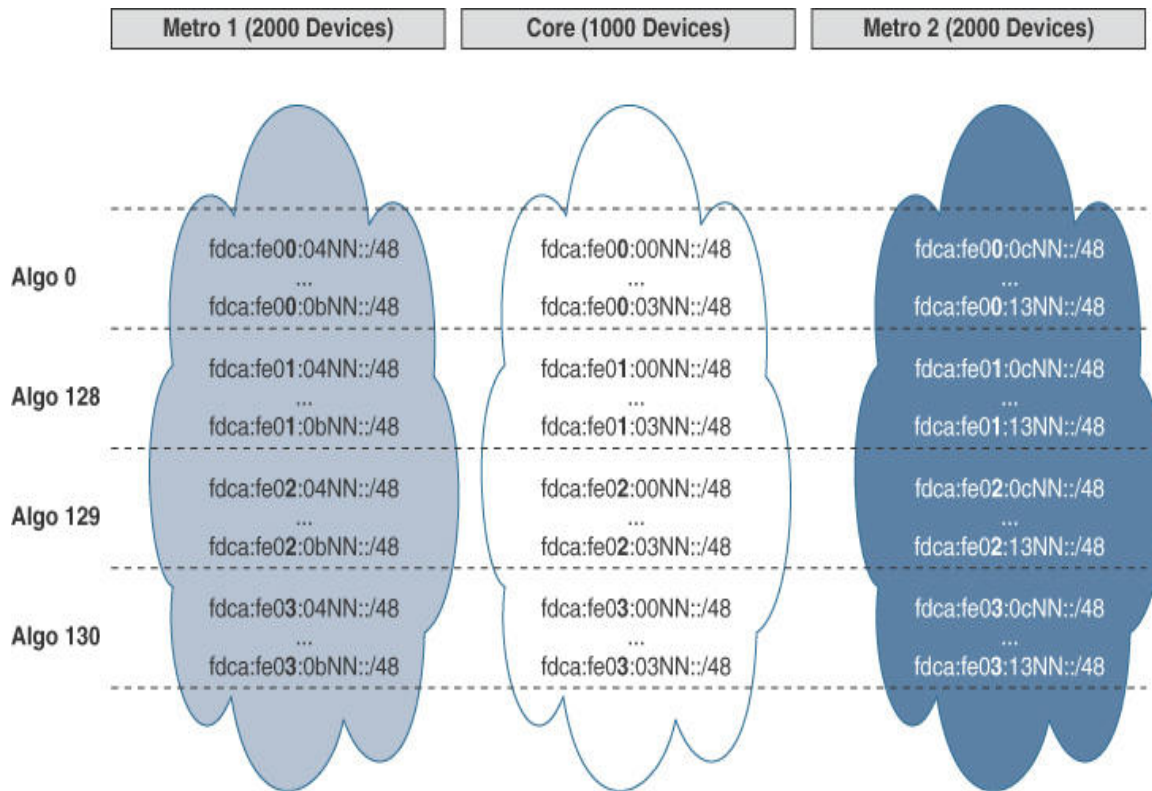 Metro 1 (2000 Devices) Core (1000 Devices) Metro 2 (2000 Devices)
fdca:fe00:04NN::/48 fdca:fe00:00NN::/48 fdca:fe00:0cNN::/48
Algo 0 ... ... ...
fdca:fe00:0bNN::/48 fdca:fe00:03NN::/48 fdca:fe00:13NN::/48
fdca:fe01:04NN::/48 fdca:fe01:00NN::/48 fdca:fe01:0cNN::/48
Algo 128 ... ... ...
fdca:fe01:0bNN::/48 fdca:fe01:03NN::/48 fdca:fe01:13NN::/48
fdca:fe02:04NN::/48 fdca:fe02:00NN::/48 fdca:fe02:0cNN::/48
Algo 129 ... ... ...
fdca:fe02:0bNN::/48 fdca:fe02:03NN::/48 fdca:fe02:13NN::/48
fdca:fe03:04NN::/48 fdca:fe03:00NN::/48 fdca:fe03:0cNN::/48
Algo 130 ... ... ...
fdca:fe03:0bNN::/48 fdca:fe03:03NN::/48 fdca:fe03:13NN::/48